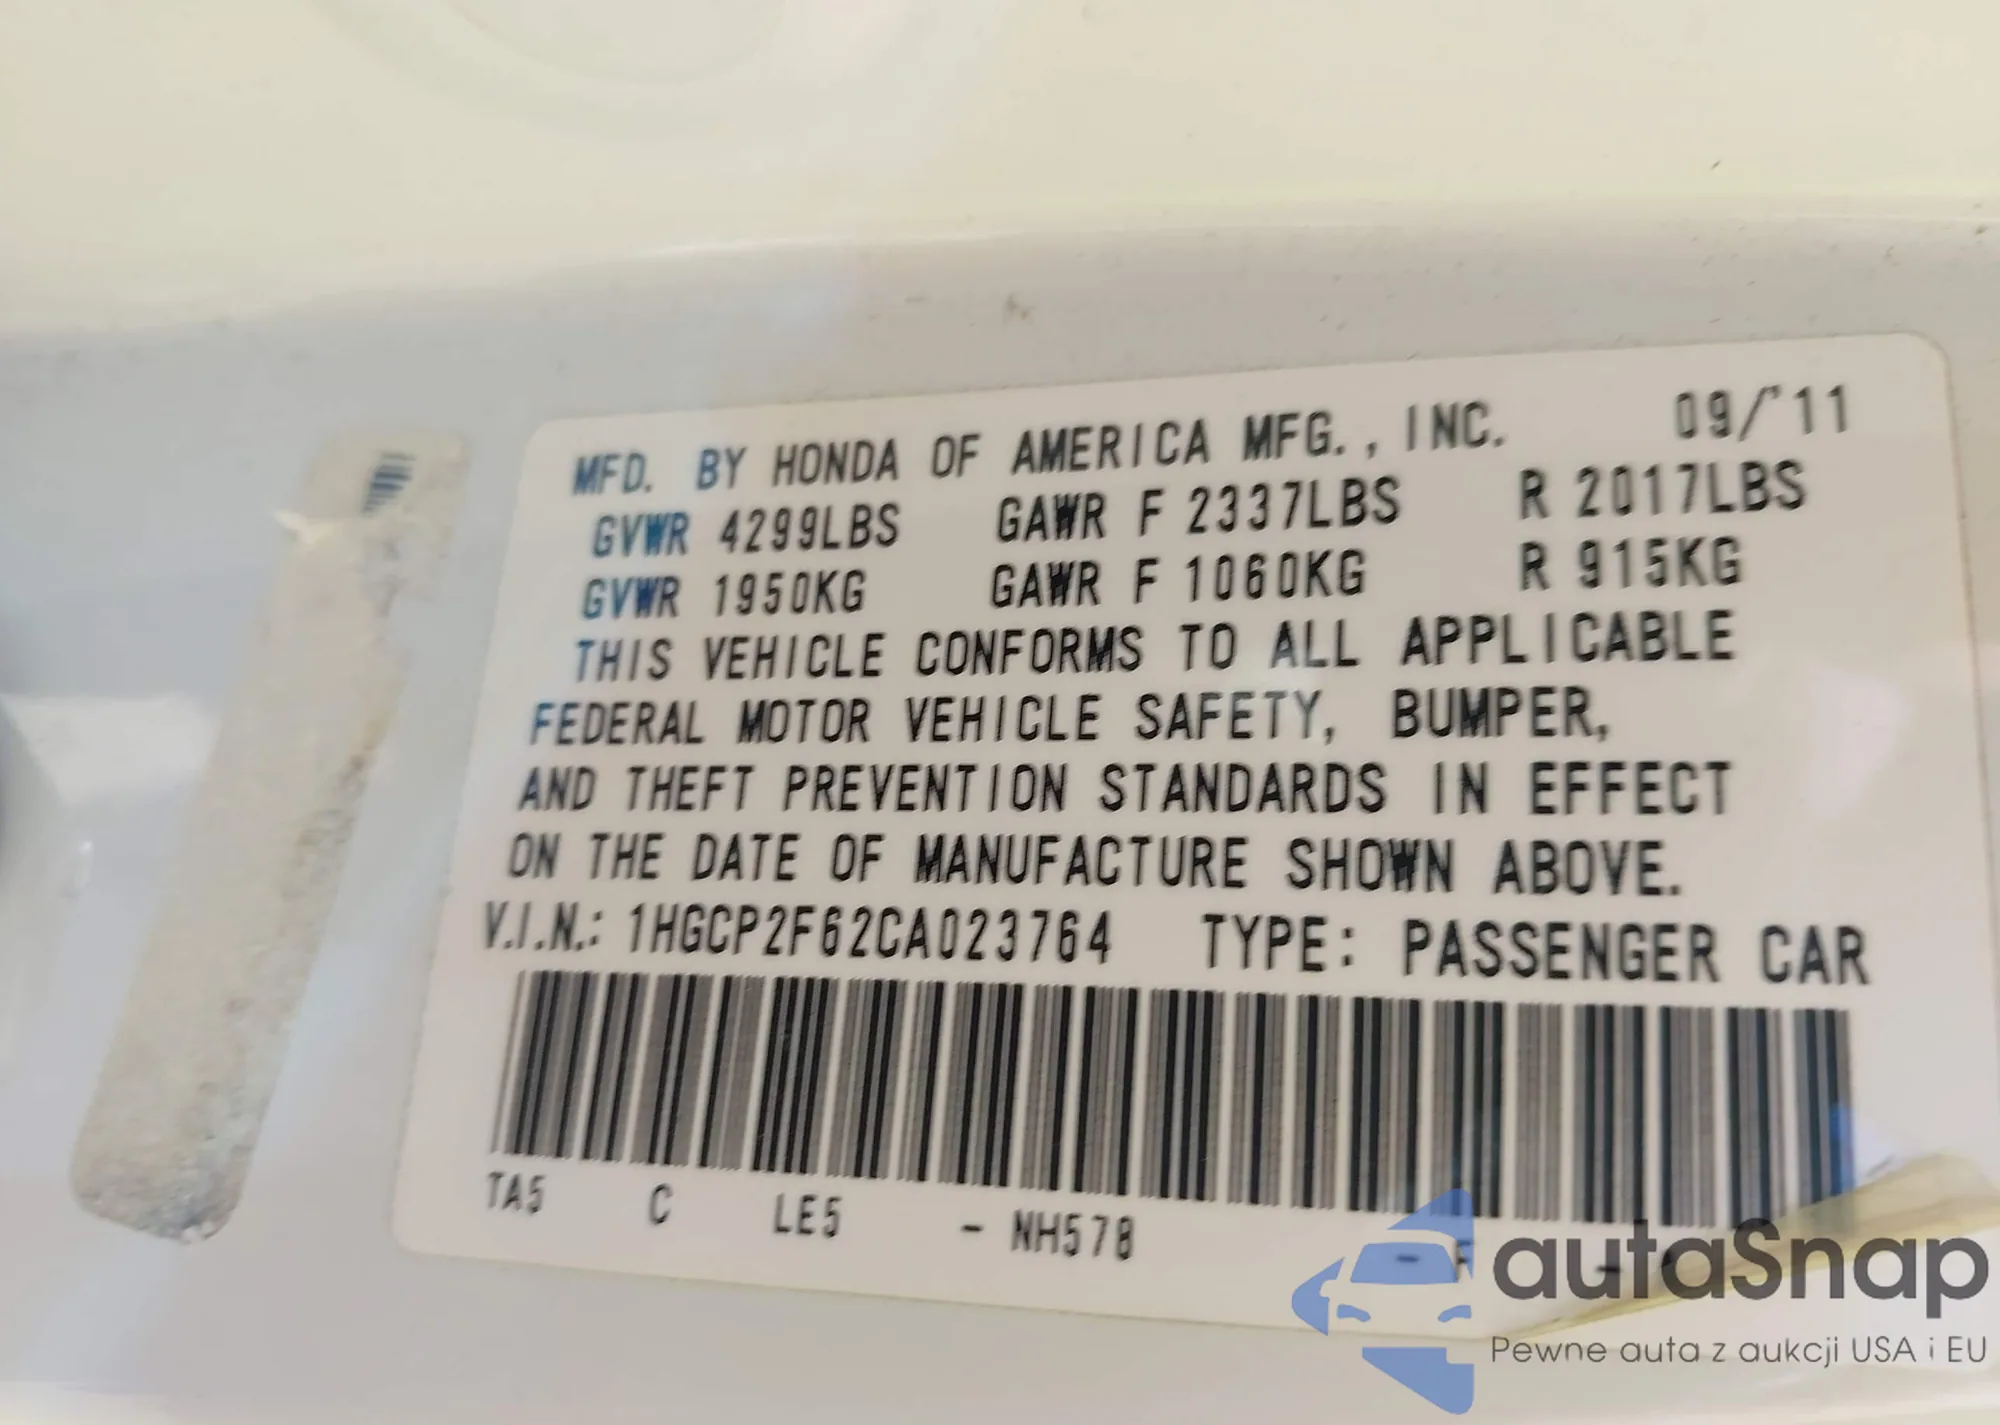 MFD. BY HONDA OF AMERICA MFG., INC. 09/'11
GVWR 4299LBS GAWR F 2337LBS R 2017LBS
GVWR 1950KG GAWR F 1060KG R 915KG
THIS VEHICLE CONFORMS TO ALL APPLICABLE
FEDERAL MOTOR VEHICLE SAFETY, BUMPER,
AND THEFT PREVENTION STANDARDS IN EFFECT
ON THE DATE OF MANUFACTURE SHOWN ABOVE.
V.I.N.: 1HGCP2F62CA023764 TYPE: PASSENGER CAR
TA5 C LE5 - NH578 - F -
autaSnap
Pewne auta z aukcji USA i EU